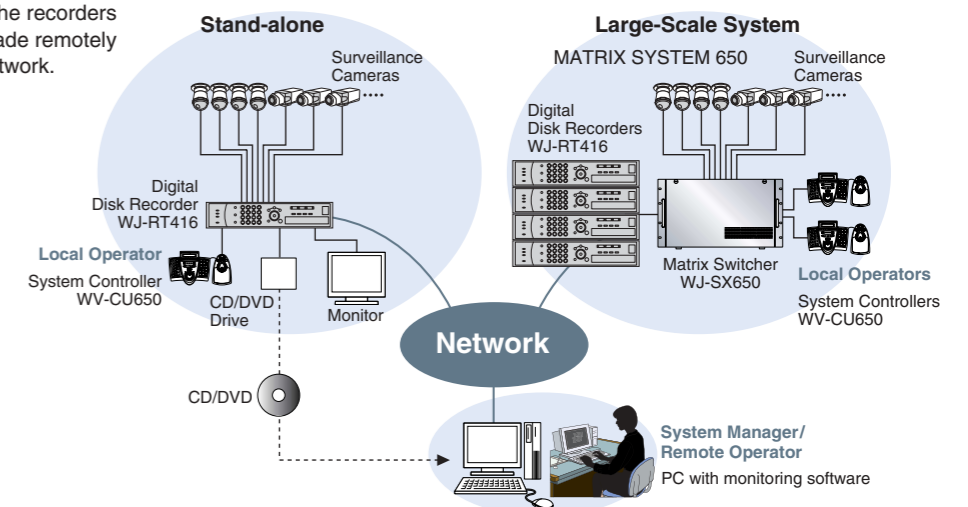 he recorders
ade remotely
twork.
Stand-alone
Surveillance
Cameras
Digital
Disk Recorder
WJ-RT416
Local Operator
System Controller
WV-CU650
CD/DVD
Drive
Monitor
CD/DVD
Large-Scale System
MATRIX SYSTEM 650
Surveillance
Cameras
Digital
Disk Recorders
WJ-RT416
Matrix Switcher
WJ-SX650
Local Operators
System Controllers
WV-CU650
Network
System Manager/
Remote Operator
PC with monitoring software